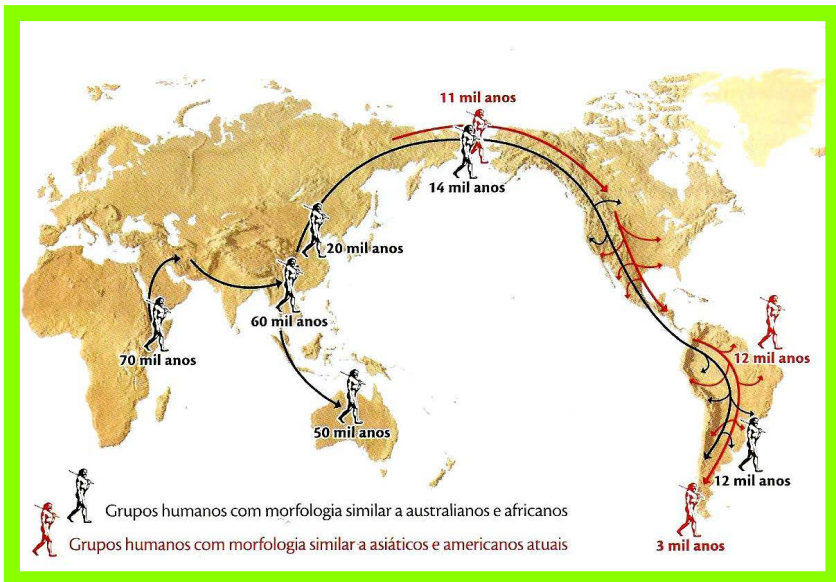 11 mil anos
14 mil anos
20 mil anos
60 mil anos
70 mil anos
50 mil anos
12 mil anos
12 mil anos
3 mil anos
Grupos humanos com morfologia similar a australianos e africanos
Grupos humanos com morfologia similar a asiáticos e americanos atuais